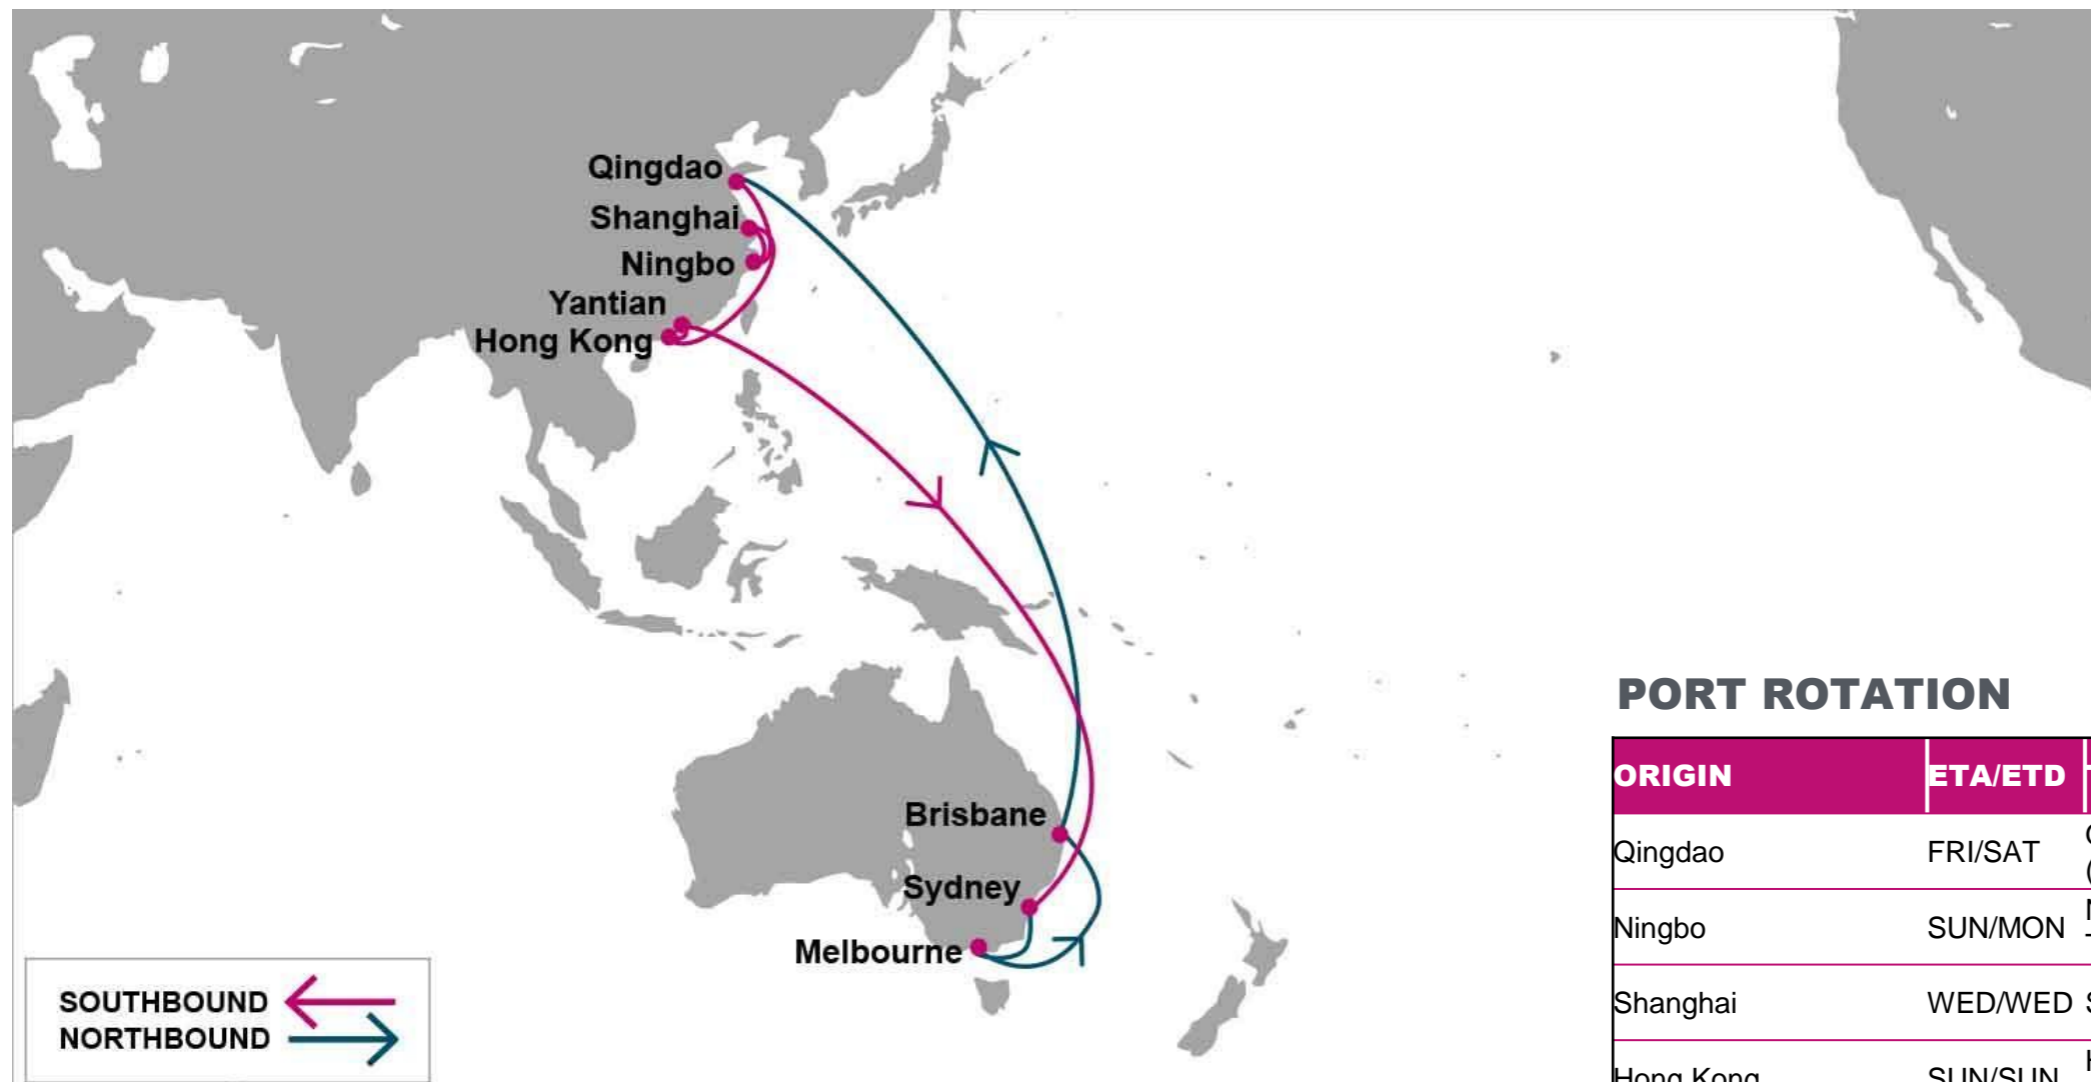 Qingdao
Shanghai
Ningbo
Yantian
Hong Kong
Brisbane
Sydney
Melbourne
SOUTHBOUND
NORTHBOUND
PORT ROTATION
ORIGIN ETA/ETD
Qingdao FRI/SAT
Ningbo SUN/MON
Shanghai WED/WED
Hong Kong SUN/SUN